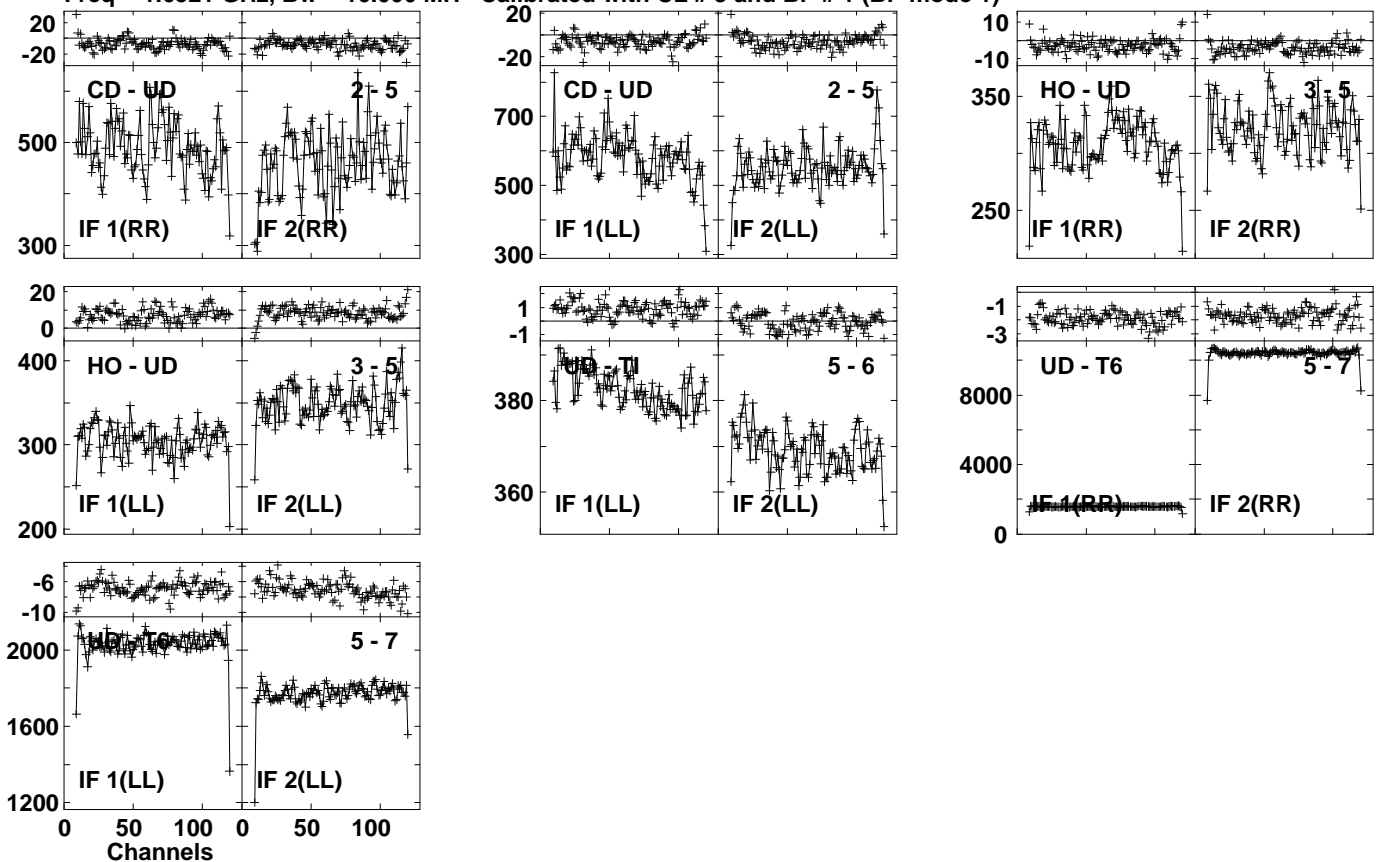 20
0
-20
CD - UD
2 - 5
500
300
IF 1(RR)
IF 2(RR)
20
0
-20
CD - UD
2 - 5
700
500
300
IF 1(LL)
IF 2(LL)
10
0
-10
HO - UD
3 - 5
350
250
IF 1(RR)
IF 2(RR)
20
0
HO - UD
3 - 5
400
300
200
IF 1(LL)
IF 2(LL)
1
-1
UD - TI
5 - 6
380
360
IF 1(LL)
IF 2(LL)
-1
-3
UD - T6
5 - 7
8000
4000
0
IF 1(RR)
IF 2(RR)
-6
-10
UD - T6
5 - 7
2000
1600
1200
IF 1(LL)
IF 2(LL)
0 50 100 0 50 100
Channels